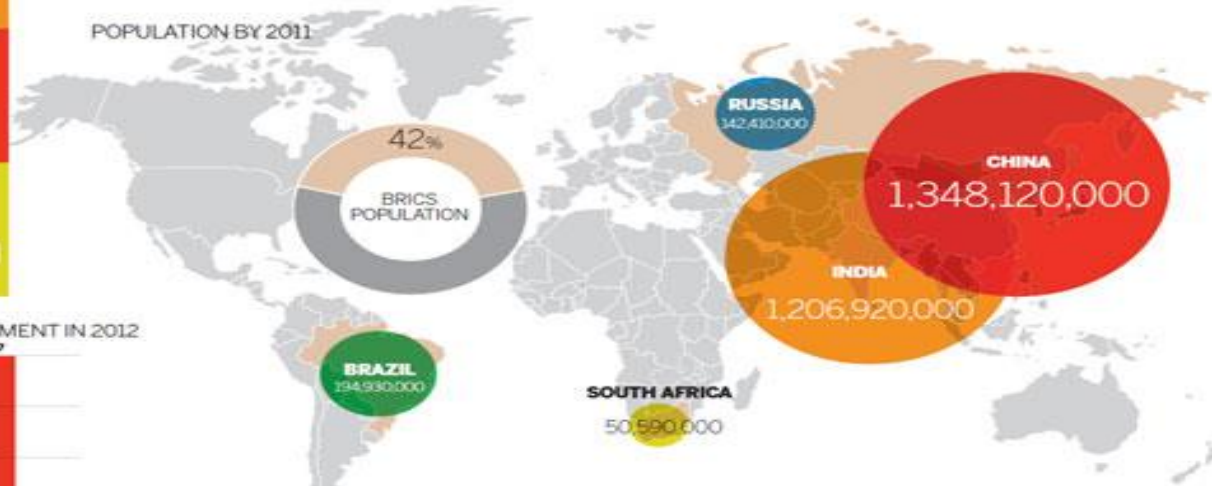 POPULATION BY 2011
42%
BRICS
POPULATION
RUSSIA
142,410,000
CHINA
1,348,120,000
INDIA
1,206,920,000
BRAZIL
194,930,000
SOUTH AFRICA
50,590,000
MENT IN 2012